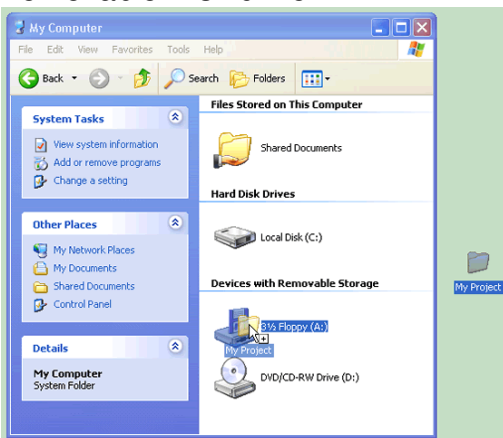 My Computer
File Edit View Favorites Tools Help
Back Search Folders
System Tasks
View system information
Add or remove programs
Change a setting
Other Places
My Network Places
My Documents
Shared Documents
Control Panel
Details
My Computer
System Folder
Files Stored on This Computer
Shared Documents
Hard Disk Drives
Local Disk (C:)
Devices with Removable Storage
3½ Floppy (A:)
My Project
DVD/CD-RW Drive (D:)
My Project